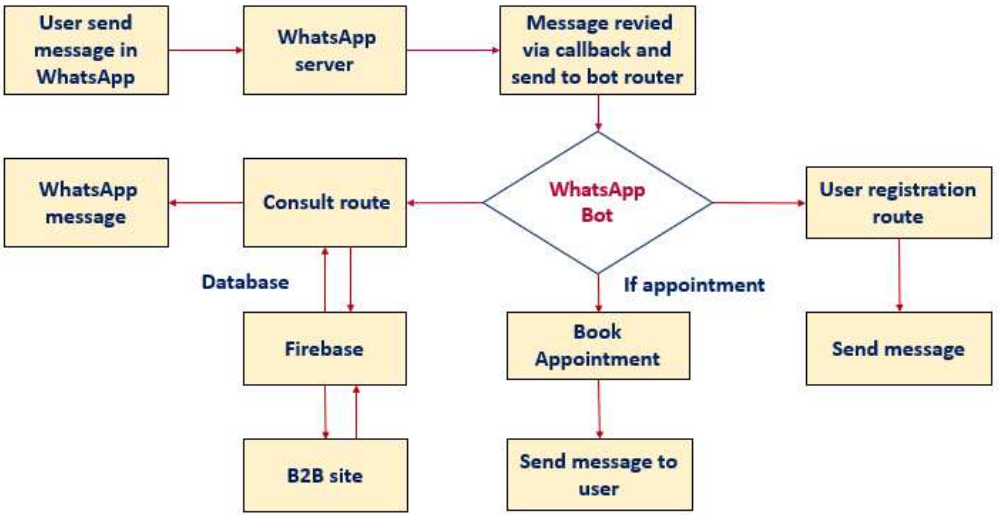 User send
message in
WhatsApp
WhatsApp
server
Message revied
via callback and
send to bot router
WhatsApp
message
Consult route
WhatsApp
Bot
User registration
route
Database
If appointment
Firebase
Book
Appointment
Send message
B2B site
Send message to
user